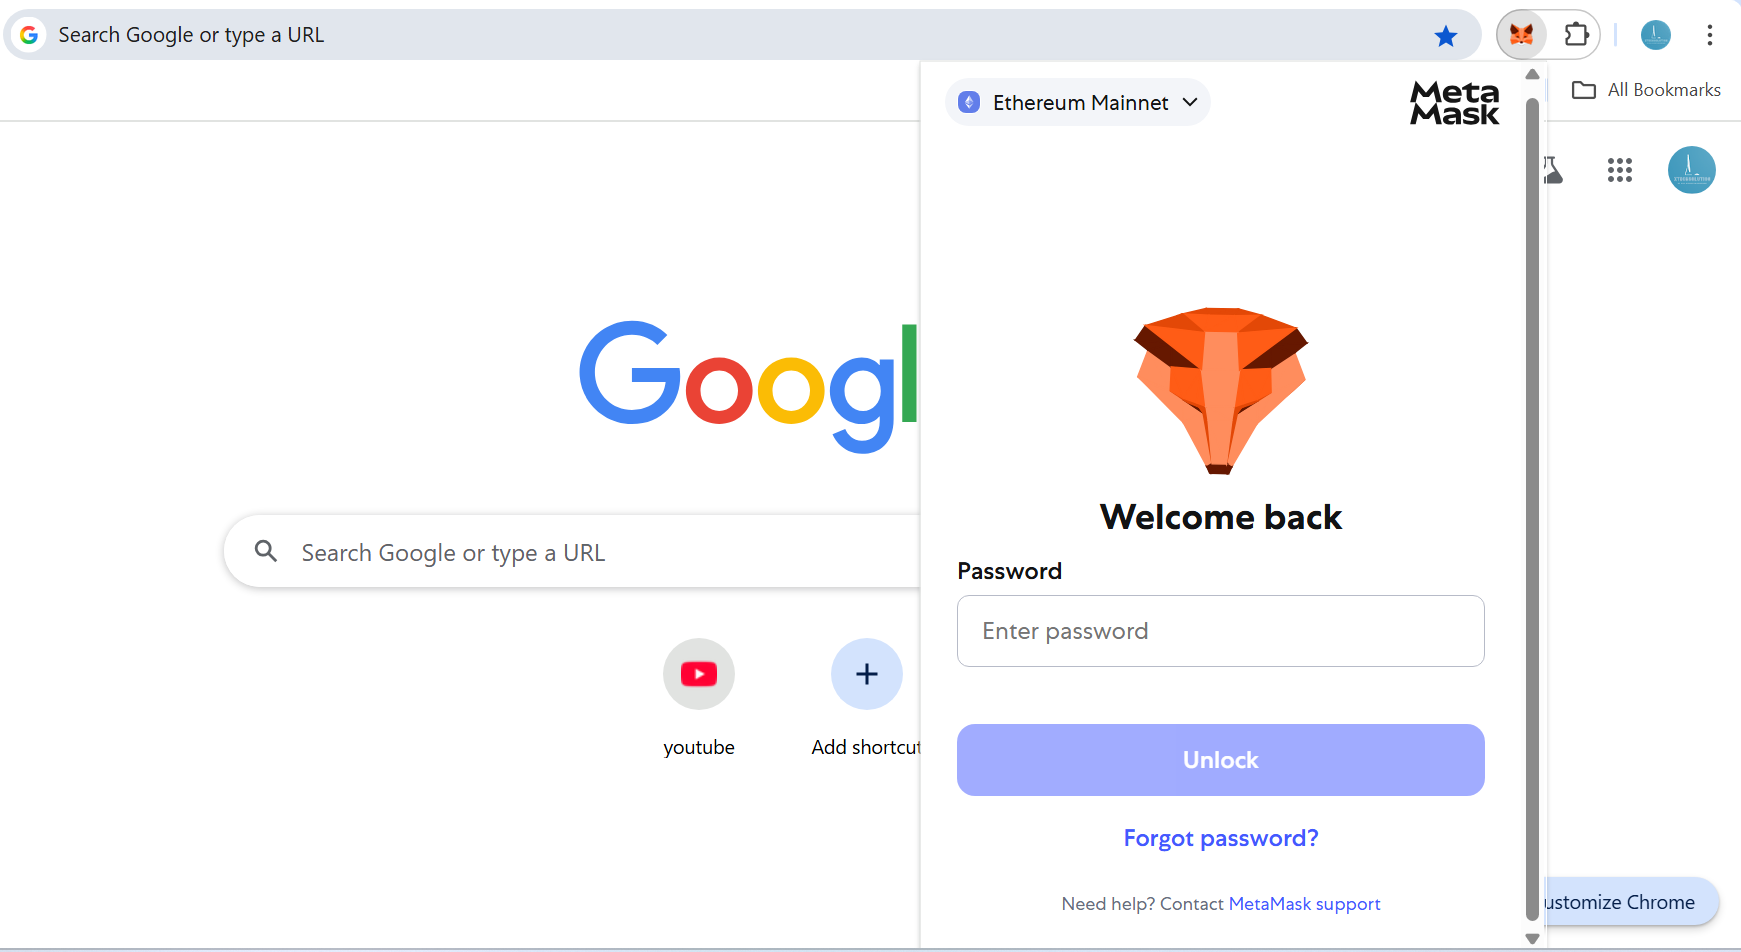 Search Google or type a URL
All Bookmarks
Ethereum Mainnet
Meta
Mask
Googl
Welcome back
Password
Search Google or type a URL
Enter password
youtube
Add shortcut
Unlock
Forgot password?
Need help? Contact MetaMask support
ustomize Chrome